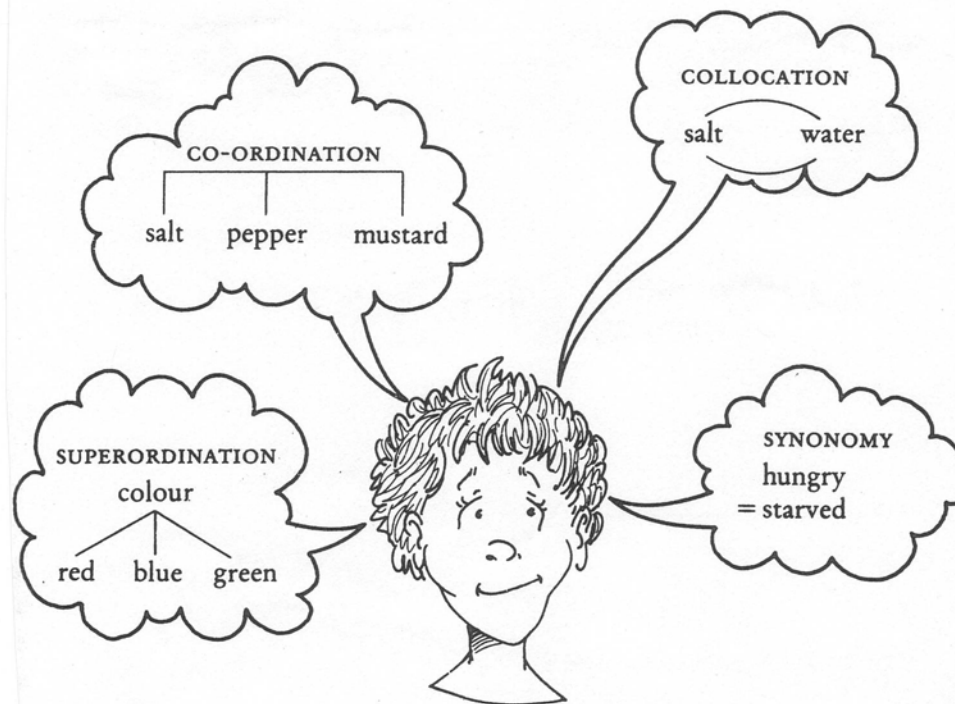 COLLOCATION
salt water
CO-ORDINATION
salt pepper mustard
SUPERORDINATION
colour
red blue green
SYNONOMY
hungry
= starved